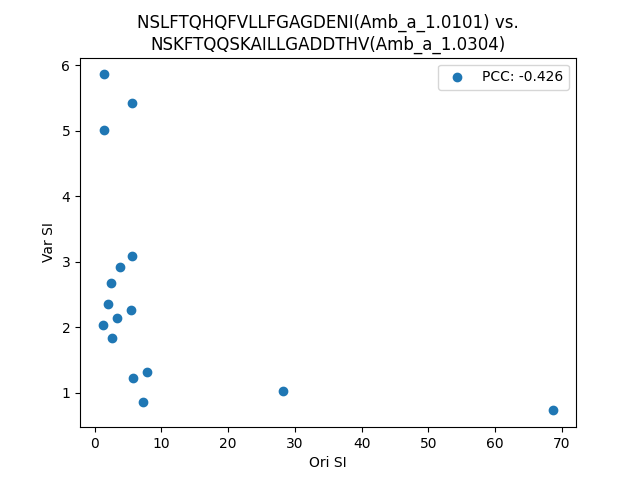 NSLFTQHQFVLLFGAGDENI(Amb_a_1.0101) vs.
NSKFTQQSKAILLGADDTHV(Amb_a_1.0304)
PCC: -0.426
6
5
4
3
2
1
Var SI
0 10 20 30 40 50 60 70
Ori SI